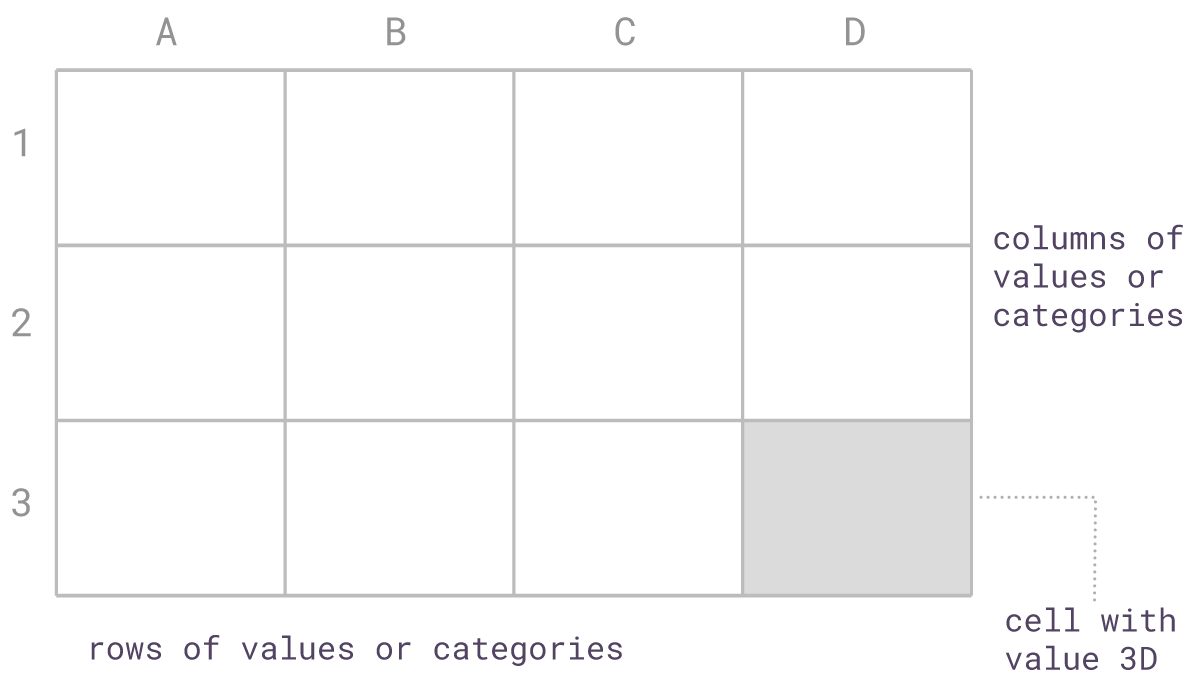 A B C D
1
columns of
values or
categories
2
3
cell with
value 3D
rows of values or categories